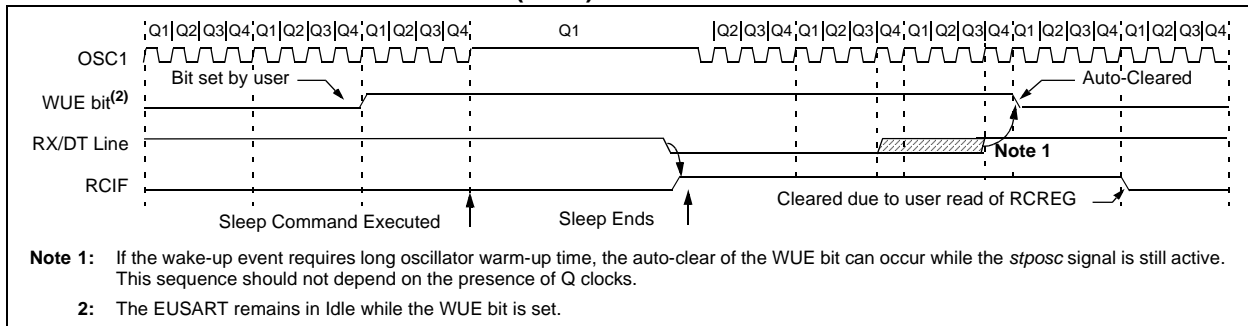 Q1 Q2 Q3 Q4 Q1 Q2 Q3 Q4 Q1 Q2 Q3 Q4 Q1 Q2 Q3 Q4 Q1 Q2 Q3 Q4 Q1 Q2 Q3 Q4 Q1 Q2 Q3 Q4 Q1 Q2 Q3 Q4
OSC1
Bit set by user
Auto-Cleared
WUE bit(2)
RX/DT Line
Note 1
RCIF
Cleared due to user read of RCREG
Sleep Command Executed
Sleep Ends
Note 1: If the wake-up event requires long oscillator warm-up time, the auto-clear of the WUE bit can occur while the stposc signal is still active.
This sequence should not depend on the presence of Q clocks.
2: The EUSART remains in Idle while the WUE bit is set.